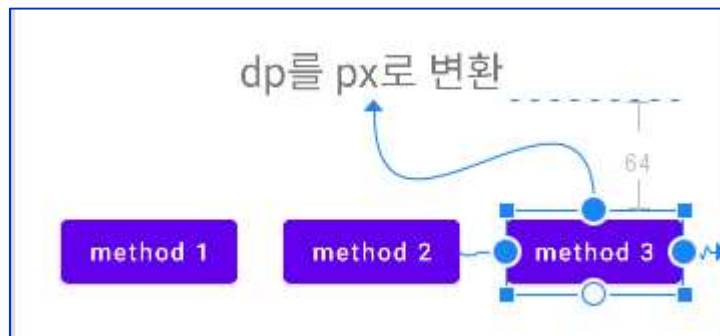 dp를 px로 변환
64
method 1 method 2 method 3